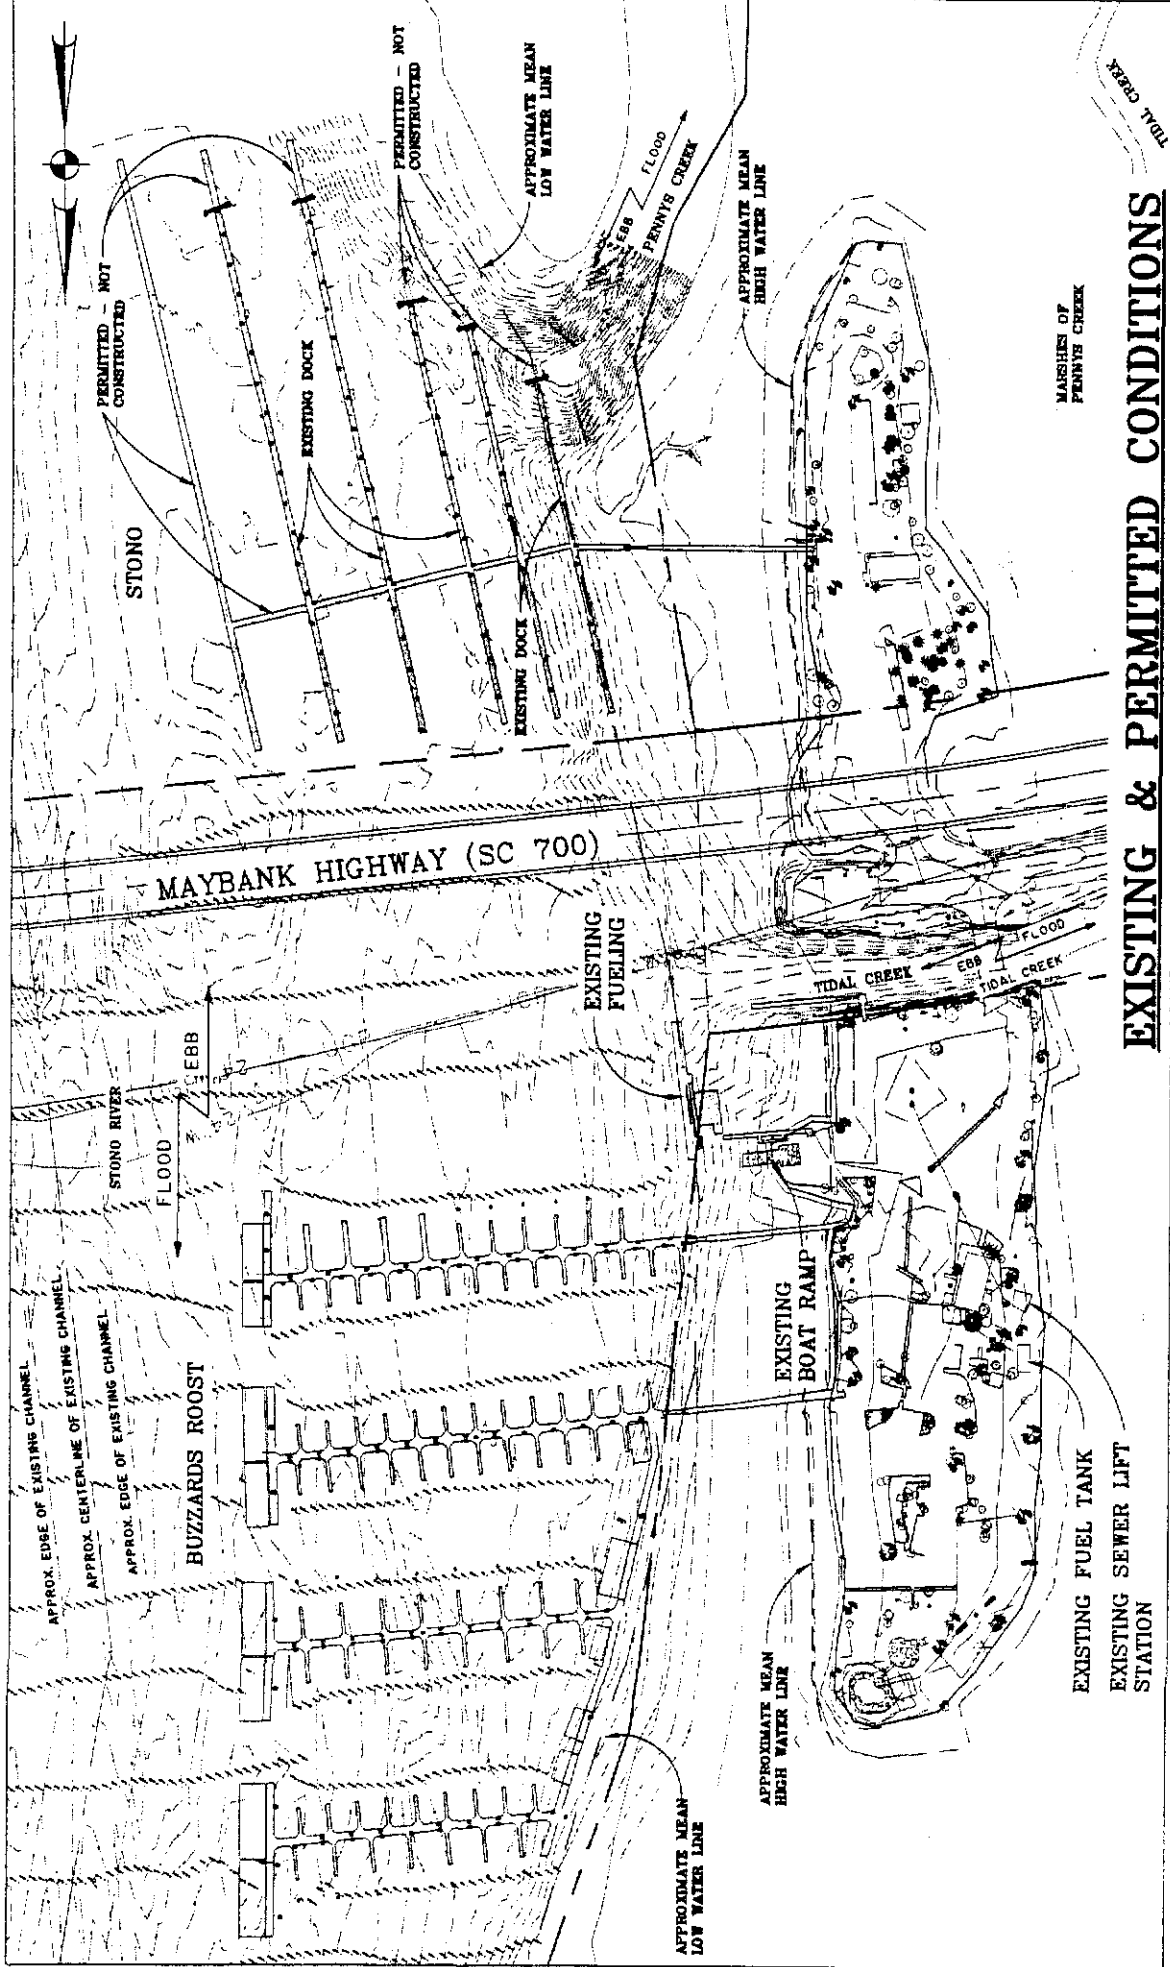 APPROX. EDGE OF EXISTING CHANNEL
APPROX. CENTERLINE OF EXISTING CHANNEL
APPROX. EDGE OF EXISTING CHANNEL
BUZZARDS ROOST
STONO RIVER
FLOOD
EBB
MAYBANK HIGHWAY (SC 700)
STONO
PERMITTED - NOT
CONSTRUCTED
EXISTING DOCK
EXISTING DOCK
PERMITTED - NOT
CONSTRUCTED
APPROXIMATE MEAN
LOW WATER LINE
EBB
FLOOD
PENNYS CREEK
APPROXIMATE MEAN
HIGH WATER LINE
TIDAL CREEK
MARSHES OF
PENNYS CREEK
EXISTING
FUELING
TIDAL CREEK
EBB
FLOOD
TIDAL CREEK
EXISTING
BOAT RAMP
APPROXIMATE MEAN
LOW WATER LINE
APPROXIMATE MEAN
HIGH WATER LINE
EXISTING FUEL TANK
EXISTING SEWER LIFT
STATION
EXISTING & PERMITTED CONDITIONS